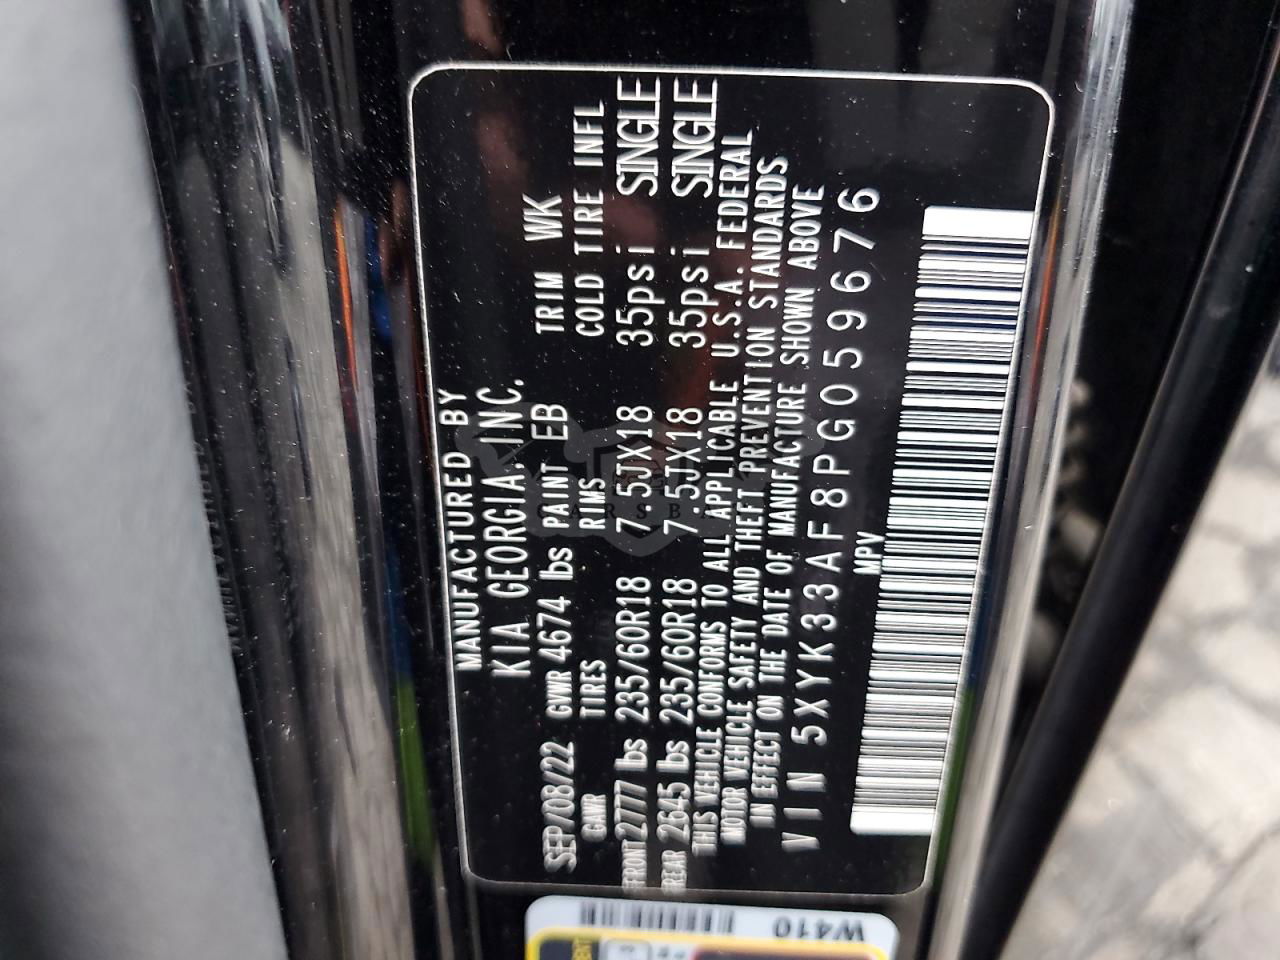 MANUFACTURED BY
KIA GEORGIA.INC.
SEP/08/22 GVWR 4674 lbs PAINT EB TRIM WK
GAWR TIRES RIMS COLD TIRE INFL
FRONT 2777 lbs 235/60R18 7.5JX18 35psi SINGLE
REAR 2645 lbs 235/60R18 7.5JX18 35psi SINGLE
THIS VEHICLE CONFORMS TO ALL APPLICABLE U.S.A. FEDERAL
MOTOR VEHICLE SAFETY AND THEFT PREVENTION STANDARDS
IN EFFECT ON THE DATE OF MANUFACTURE SHOWN ABOVE
VIN 5XYK33AF8PG059676
MPV
W410
CARSBA